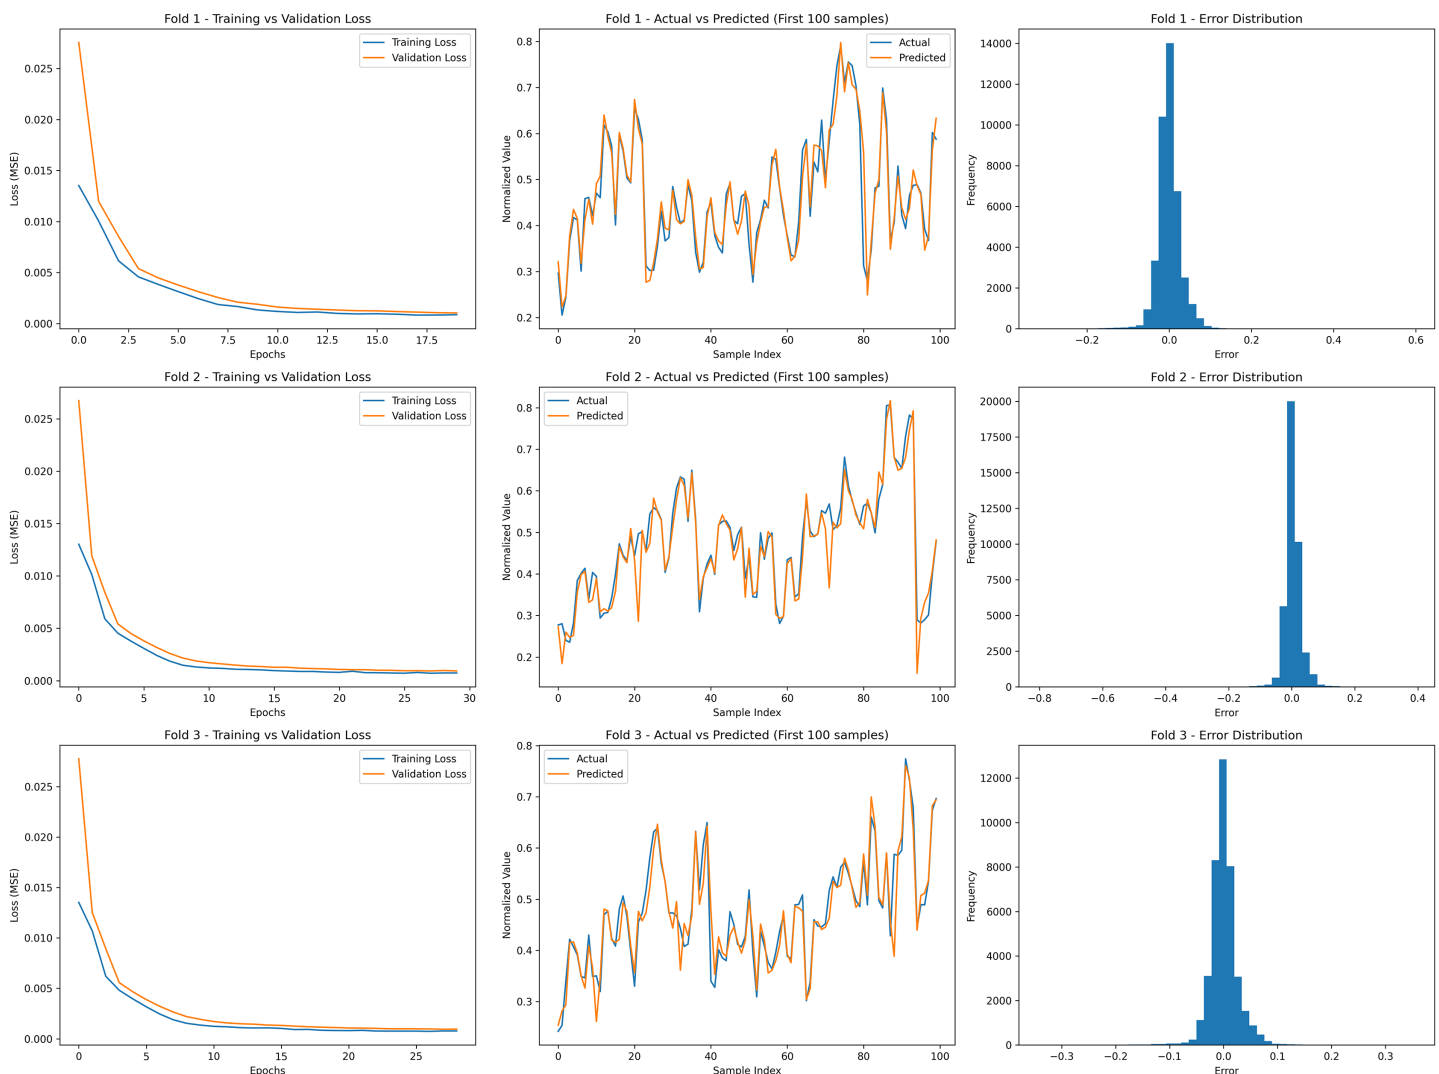 Fold 1 - Training vs Validation Loss
Loss (MSE)
0.025
0.020
0.015
0.010
0.005
0.000
Training Loss
Validation Loss
0.0 2.5 5.0 7.5 10.0 12.5 15.0 17.5
Epochs
Fold 1 - Actual vs Predicted (First 100 samples)
Normalized Value
0.8
0.7
0.6
0.5
0.4
0.3
0.2
Actual
Predicted
0 20 40 60 80 100
Sample Index
Fold 1 - Error Distribution
Frequency
14000
12000
10000
8000
6000
4000
2000
0
−0.2 0.0 0.2 0.4 0.6
Error
Fold 2 - Training vs Validation Loss
Loss (MSE)
0.025
0.020
0.015
0.010
0.005
0.000
Training Loss
Validation Loss
0 5 10 15 20 25 30
Epochs
Fold 2 - Actual vs Predicted (First 100 samples)
Normalized Value
0.8
0.7
0.6
0.5
0.4
0.3
0.2
Actual
Predicted
0 20 40 60 80 100
Sample Index
Fold 2 - Error Distribution
Frequency
20000
17500
15000
12500
10000
7500
5000
2500
0
−0.8 −0.6 −0.4 −0.2 0.0 0.2 0.4
Error
Fold 3 - Training vs Validation Loss
Loss (MSE)
0.025
0.020
0.015
0.010
0.005
0.000
Training Loss
Validation Loss
0 5 10 15 20 25
Epochs
Fold 3 - Actual vs Predicted (First 100 samples)
Normalized Value
0.8
0.7
0.6
0.5
0.4
0.3
Actual
Predicted
0 20 40 60 80 100
Sample Index
Fold 3 - Error Distribution
Frequency
12000
10000
8000
6000
4000
2000
0
−0.3 −0.2 −0.1 0.0 0.1 0.2 0.3
Error